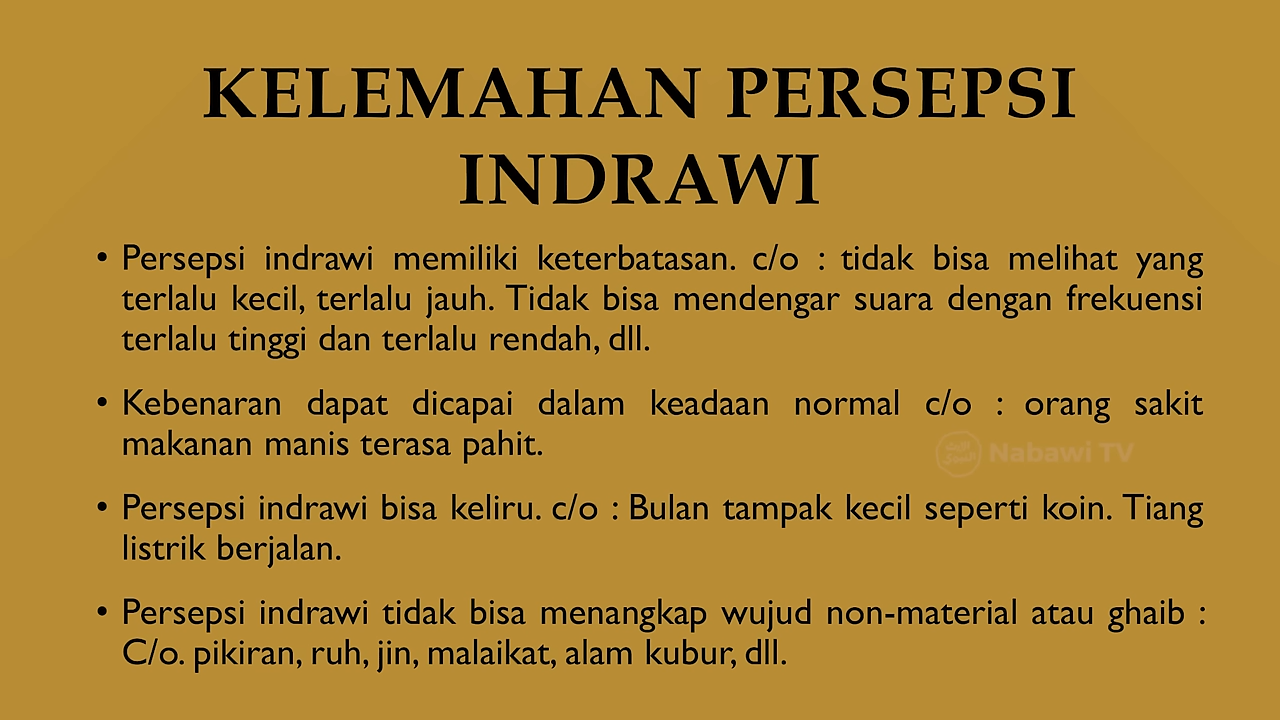 KELEMAHAN PERSEPSI
INDRAWI
• Persepsi indrawi memiliki keterbatasan. c/o : tidak bisa melihat yang
terlalu kecil, terlalu jauh. Tidak bisa mendengar suara dengan frekuensi
terlalu tinggi dan terlalu rendah, dll.
• Kebenaran dapat dicapai dalam keadaan normal c/o : orang sakit
makanan manis terasa pahit.
Nabawi TV
• Persepsi indrawi bisa keliru. c/o : Bulan tampak kecil seperti koin. Tiang
listrik berjalan.
• Persepsi indrawi tidak bisa menangkap wujud non-material atau ghaib :
C/o. pikiran, ruh, jin, malaikat, alam kubur, dll.